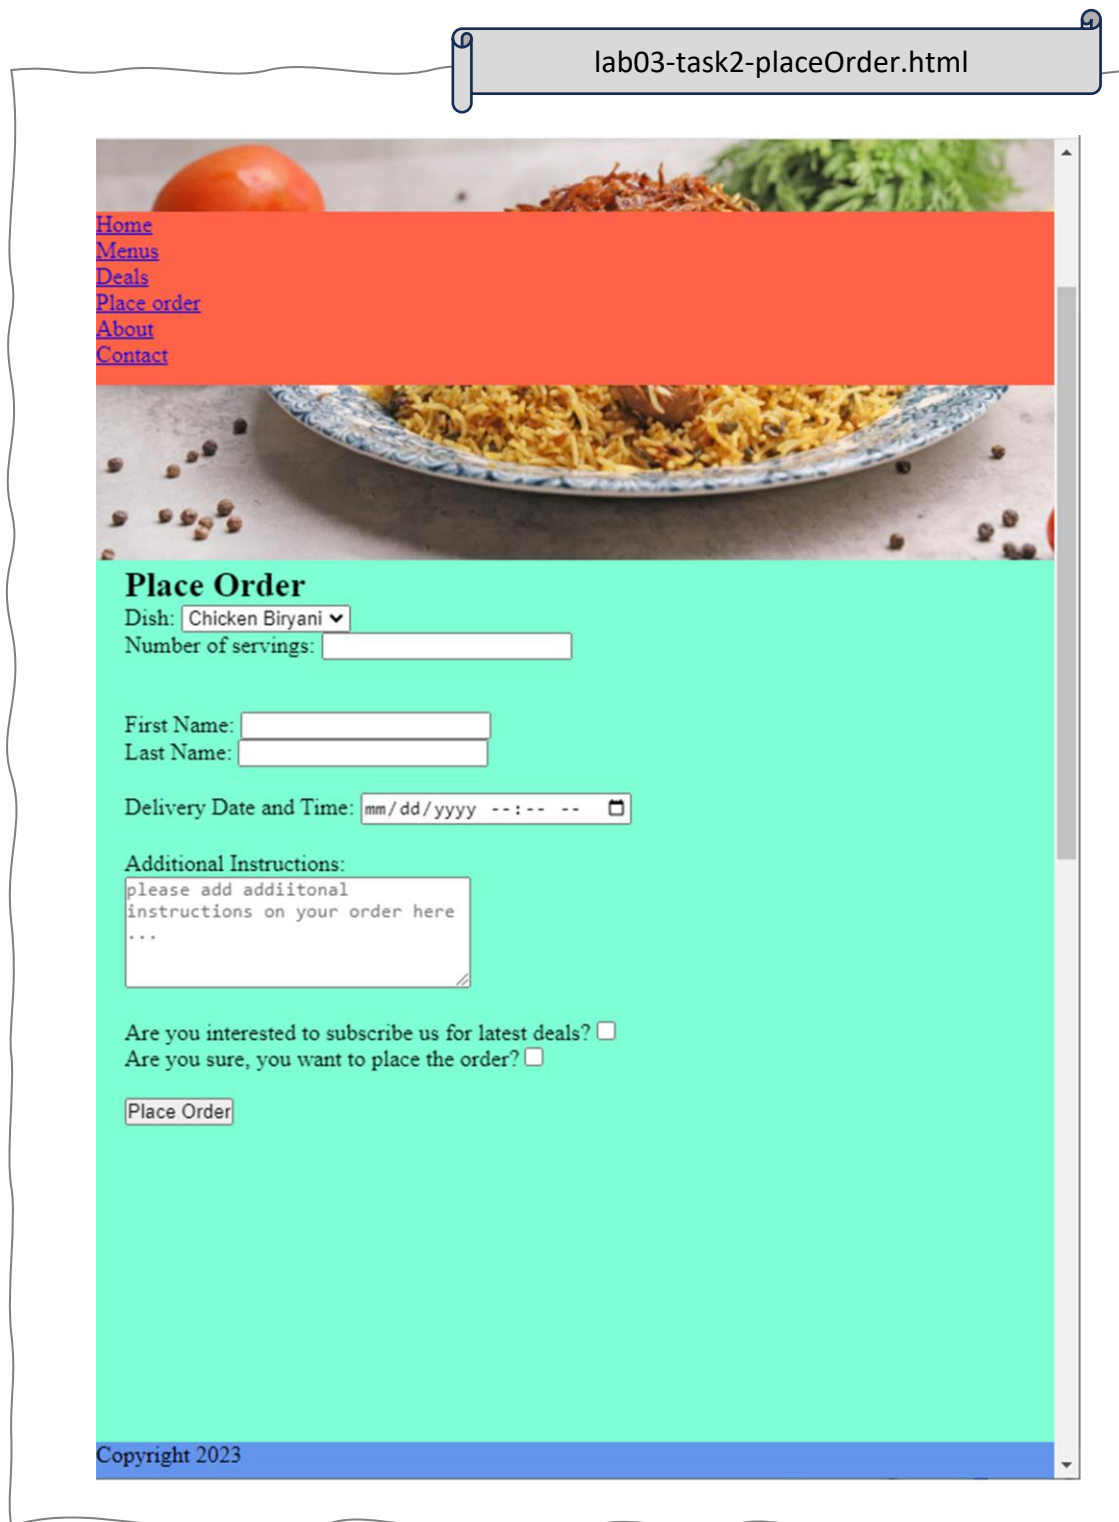 lab03-task2-placeOrder.html
Home
Menus
Deals
Place order
About
Contact
Place Order
Dish: Chicken Biryani
Number of servings:
First Name:
Last Name:
Delivery Date and Time: mm/dd/yyyy --:-- --
Additional Instructions:
please add addiitonal
instructions on your order here
...
Are you interested to subscribe us for latest deals?
Are you sure, you want to place the order?
Place Order
Copyright 2023